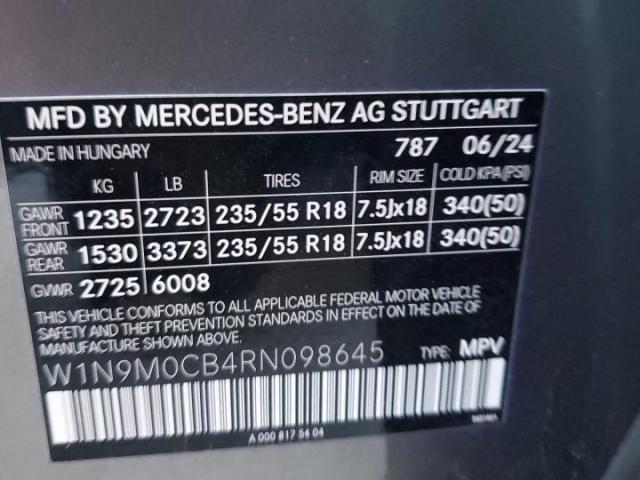 MFD BY MERCEDES-BENZ AG STUTTGART
MADE IN HUNGARY 787 06/24
KG LB TIRES RIM SIZE COLD KPA(PSI)
GAWR FRONT 1235 2723 235/55 R18 7.5Jx18 340(50)
GAWR REAR 1530 3373 235/55 R18 7.5Jx18 340(50)
GVWR 2725 6008
THIS VEHICLE CONFORMS TO ALL APPLICABLE FEDERAL MOTOR VEHICLE
SAFETY AND THEFT PREVENTION STANDARDS IN EFFECT ON THE DATE OF
MANUFACTURE SHOWN ABOVE.
W1N9M0CB4RN098645 TYPE: MPV
A 000 817 54 04